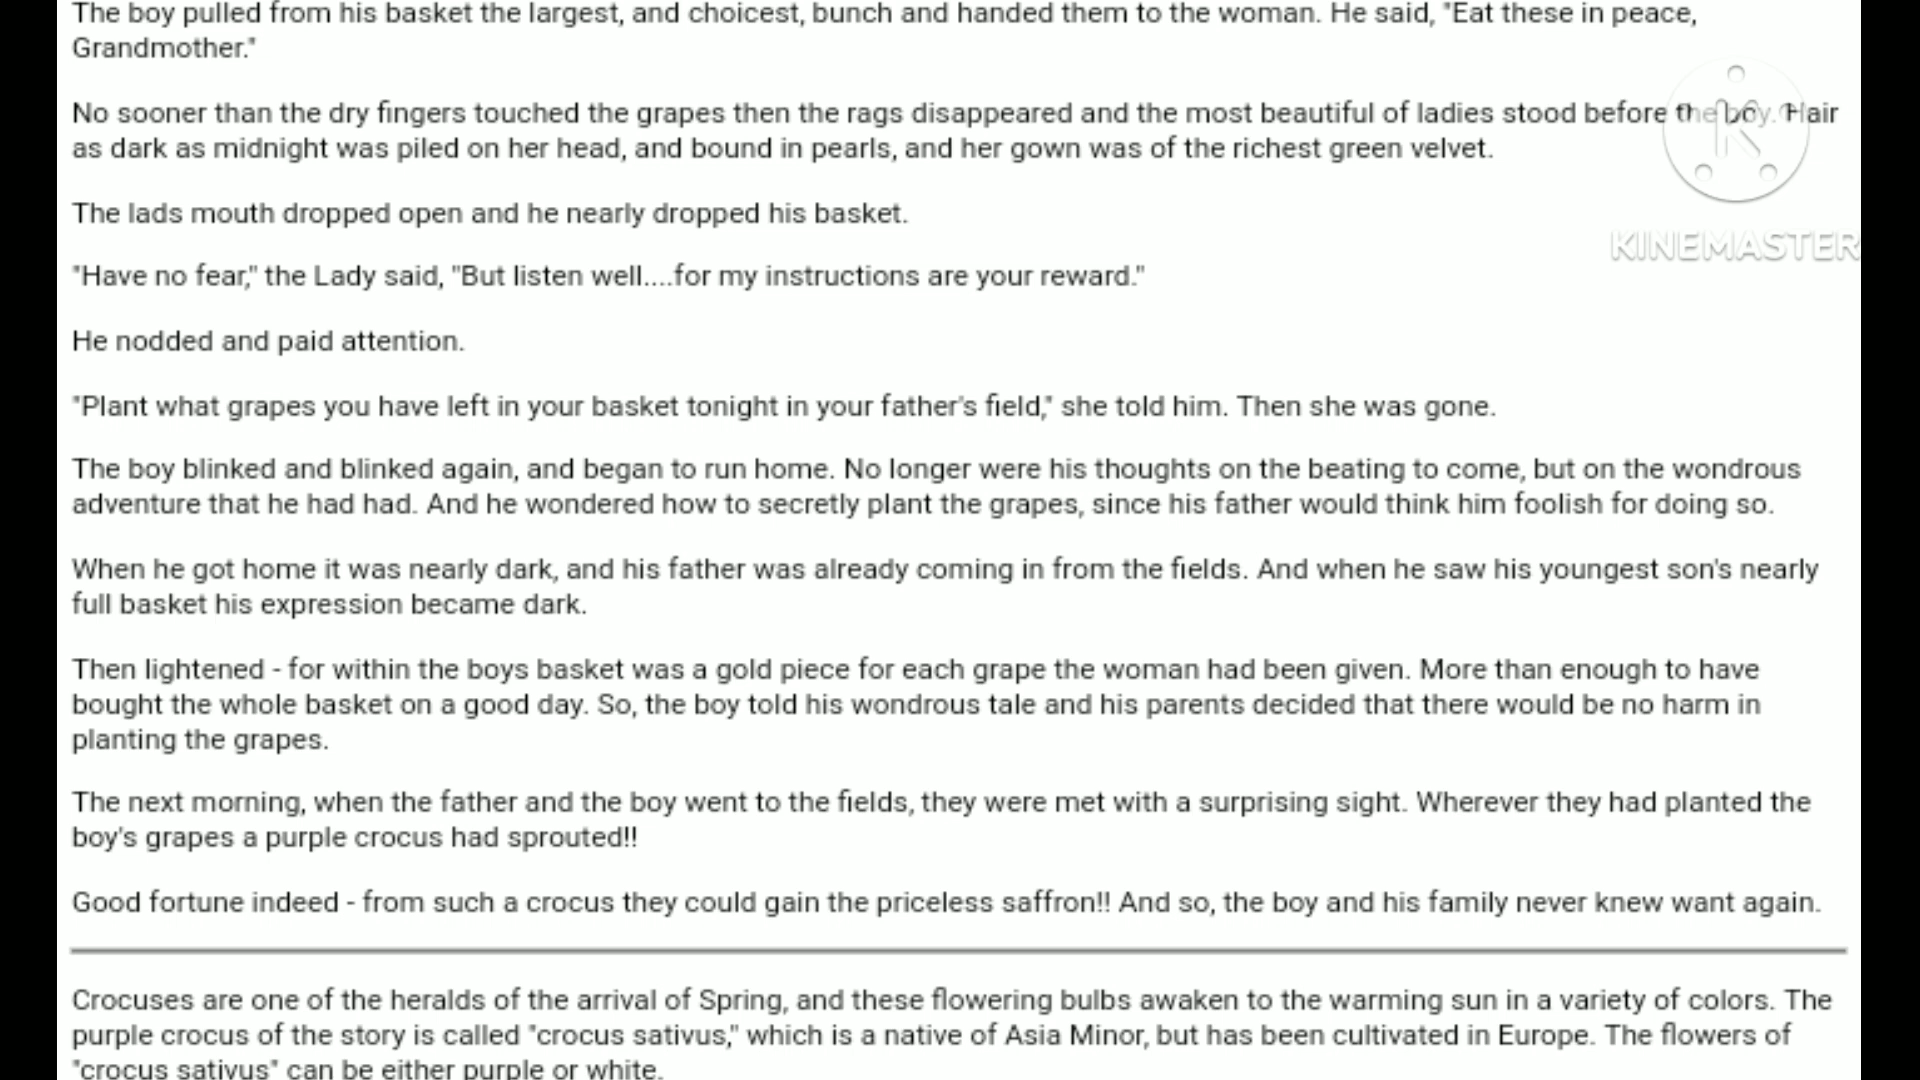 The boy pulled from his basket the largest, and choicest, bunch and handed them to the woman. He said, "Eat these in peace,
Grandmother."
No sooner than the dry fingers touched the grapes then the rags disappeared and the most beautiful of ladies stood before the boy. Hair
as dark as midnight was piled on her head, and bound in pearls, and her gown was of the richest green velvet.
The lads mouth dropped open and he nearly dropped his basket.
"Have no fear," the Lady said, "But listen well....for my instructions are your reward."
He nodded and paid attention.
"Plant what grapes you have left in your basket tonight in your father's field," she told him. Then she was gone.
The boy blinked and blinked again, and began to run home. No longer were his thoughts on the beating to come, but on the wondrous
adventure that he had had. And he wondered how to secretly plant the grapes, since his father would think him foolish for doing so.
When he got home it was nearly dark, and his father was already coming in from the fields. And when he saw his youngest son's nearly
full basket his expression became dark.
Then lightened - for within the boys basket was a gold piece for each grape the woman had been given. More than enough to have
bought the whole basket on a good day. So, the boy told his wondrous tale and his parents decided that there would be no harm in
planting the grapes.
The next morning, when the father and the boy went to the fields, they were met with a surprising sight. Wherever they had planted the
boy's grapes a purple crocus had sprouted!!
Good fortune indeed - from such a crocus they could gain the priceless saffron!! And so, the boy and his family never knew want again.
Crocuses are one of the heralds of the arrival of Spring, and these flowering bulbs awaken to the warming sun in a variety of colors. The
purple crocus of the story is called "crocus sativus," which is a native of Asia Minor, but has been cultivated in Europe. The flowers of
"crocus sativus" can be either purple or white.
K
KINEMASTER